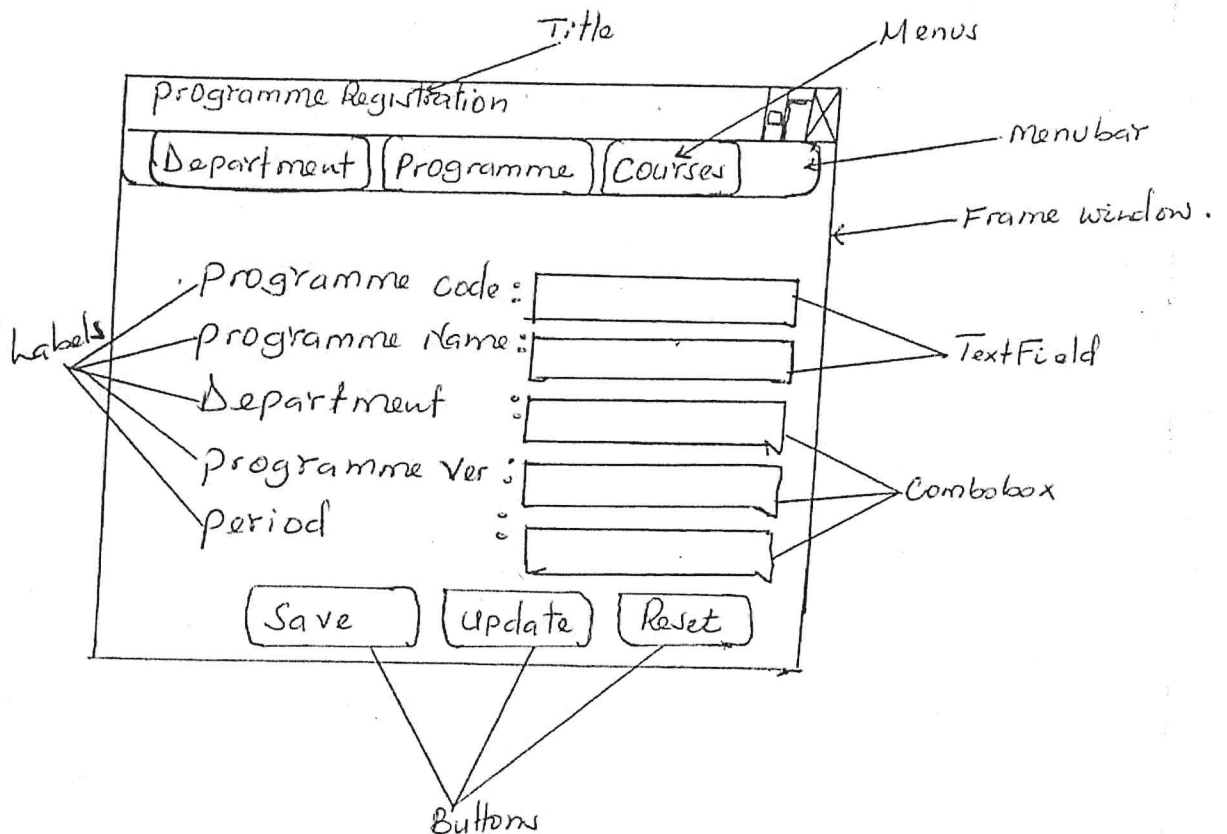 Title
Menus
Programme Registration
Department Programme Courses
menubar
Frame window.
Programme code :
Labels
programme Name :
TextField
Department :
programme Ver :
Combobox
period :
Save update Reset
Buttons